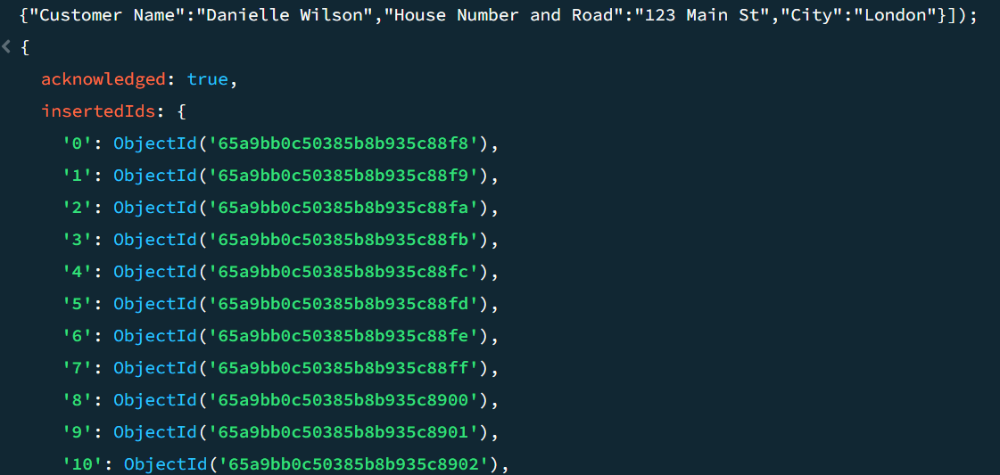 {"Customer Name":"Danielle Wilson","House Number and Road":"123 Main St","City":"London"}]);
{
acknowledged: true,
insertedIds: {
'0': ObjectId('65a9bb0c50385b8b935c88f8'),
'1': ObjectId('65a9bb0c50385b8b935c88f9'),
'2': ObjectId('65a9bb0c50385b8b935c88fa'),
'3': ObjectId('65a9bb0c50385b8b935c88fb'),
'4': ObjectId('65a9bb0c50385b8b935c88fc'),
'5': ObjectId('65a9bb0c50385b8b935c88fd'),
'6': ObjectId('65a9bb0c50385b8b935c88fe'),
'7': ObjectId('65a9bb0c50385b8b935c88ff'),
'8': ObjectId('65a9bb0c50385b8b935c8900'),
'9': ObjectId('65a9bb0c50385b8b935c8901'),
'10': ObjectId('65a9bb0c50385b8b935c8902'),